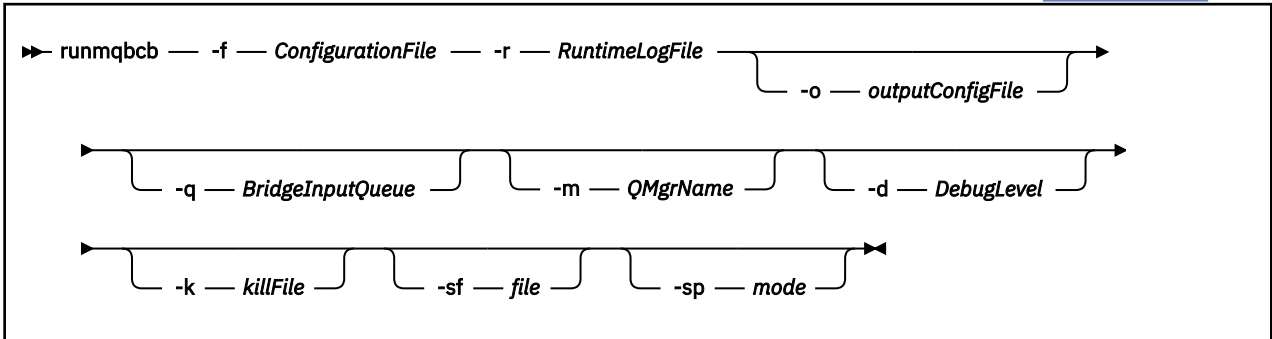 runmqbcb -f ConfigurationFile -r RuntimeLogFile
-o outputConfigFile
-q BridgeInputQueue -m QMgrName -d DebugLevel
-k killFile -sf file -sp mode